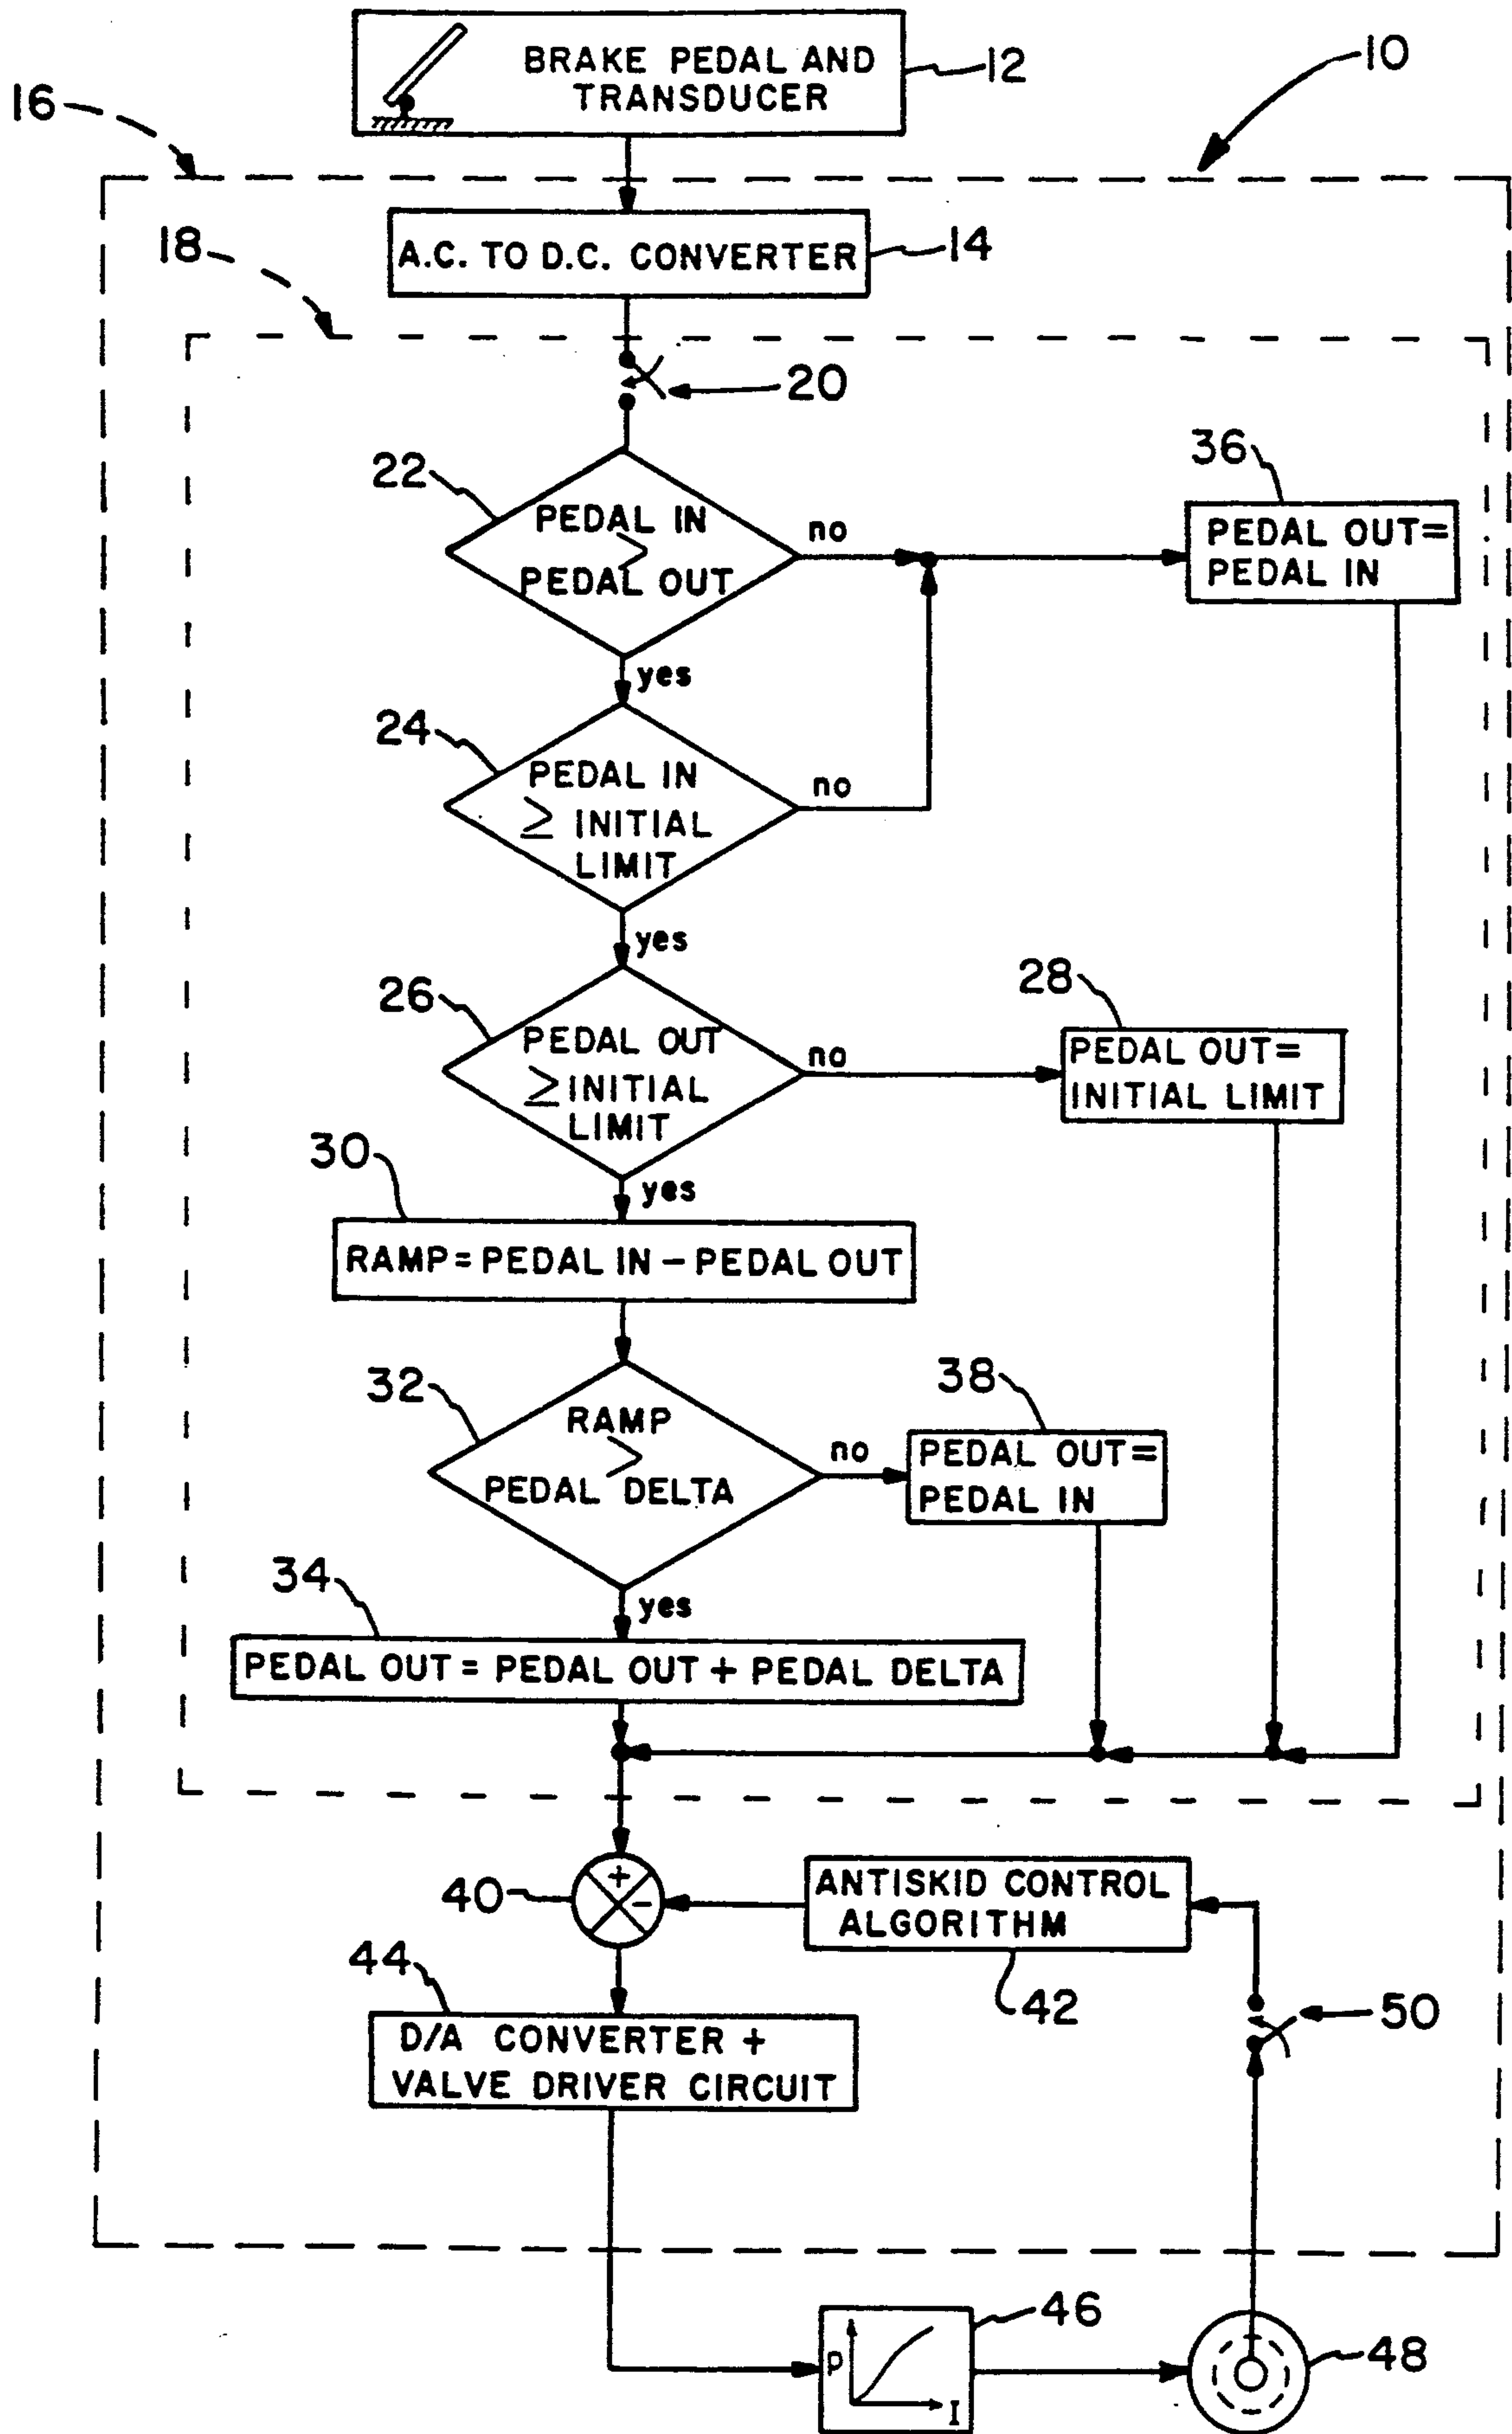 BRAKE PEDAL AND
TRANSDUCER
12
10
16
A.C. TO D.C. CONVERTER
14
18
20
22
PEDAL IN
>
PEDAL OUT
no
36
PEDAL OUT=
PEDAL IN
yes
24
PEDAL IN
≥ INITIAL
LIMIT
no
yes
26
PEDAL OUT
≥ INITIAL
LIMIT
no
28
PEDAL OUT=
INITIAL LIMIT
yes
30
RAMP = PEDAL IN – PEDAL OUT
32
RAMP
>
PEDAL DELTA
no
38
PEDAL OUT=
PEDAL IN
yes
34
PEDAL OUT = PEDAL OUT + PEDAL DELTA
40
+
-
ANTISKID CONTROL
ALGORITHM
42
44
D/A CONVERTER +
VALVE DRIVER CIRCUIT
50
46
P
I
48